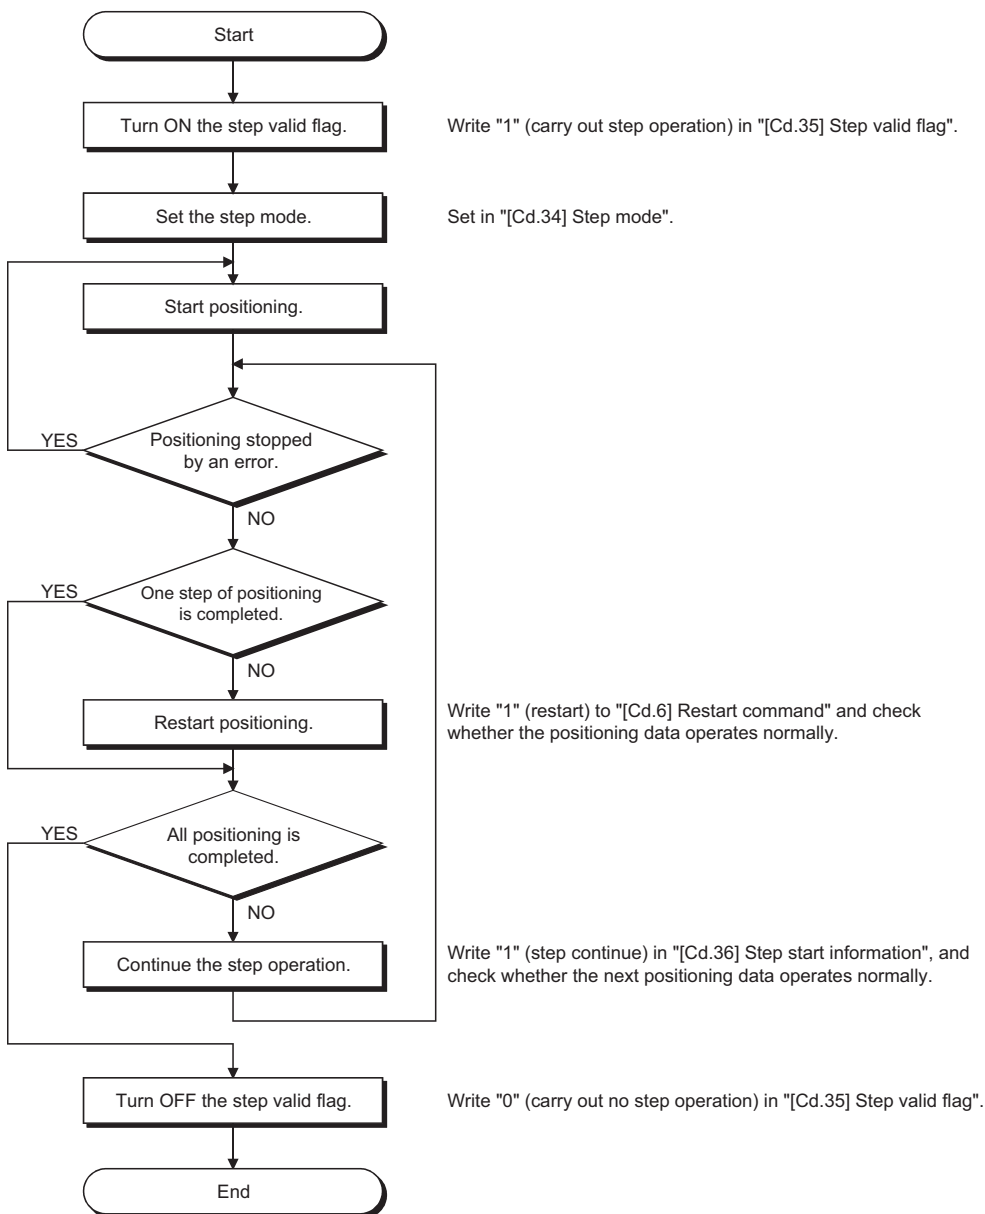 Start
Turn ON the step valid flag.
Write "1" (carry out step operation) in "[Cd.35] Step valid flag".
Set the step mode.
Set in "[Cd.34] Step mode".
Start positioning.
YES
Positioning stopped
by an error.
NO
YES
One step of positioning
is completed.
NO
Restart positioning.
Write "1" (restart) to "[Cd.6] Restart command" and check
whether the positioning data operates normally.
YES
All positioning is
completed.
NO
Continue the step operation.
Write "1" (step continue) in "[Cd.36] Step start information", and
check whether the next positioning data operates normally.
Turn OFF the step valid flag.
Write "0" (carry out no step operation) in "[Cd.35] Step valid flag".
End